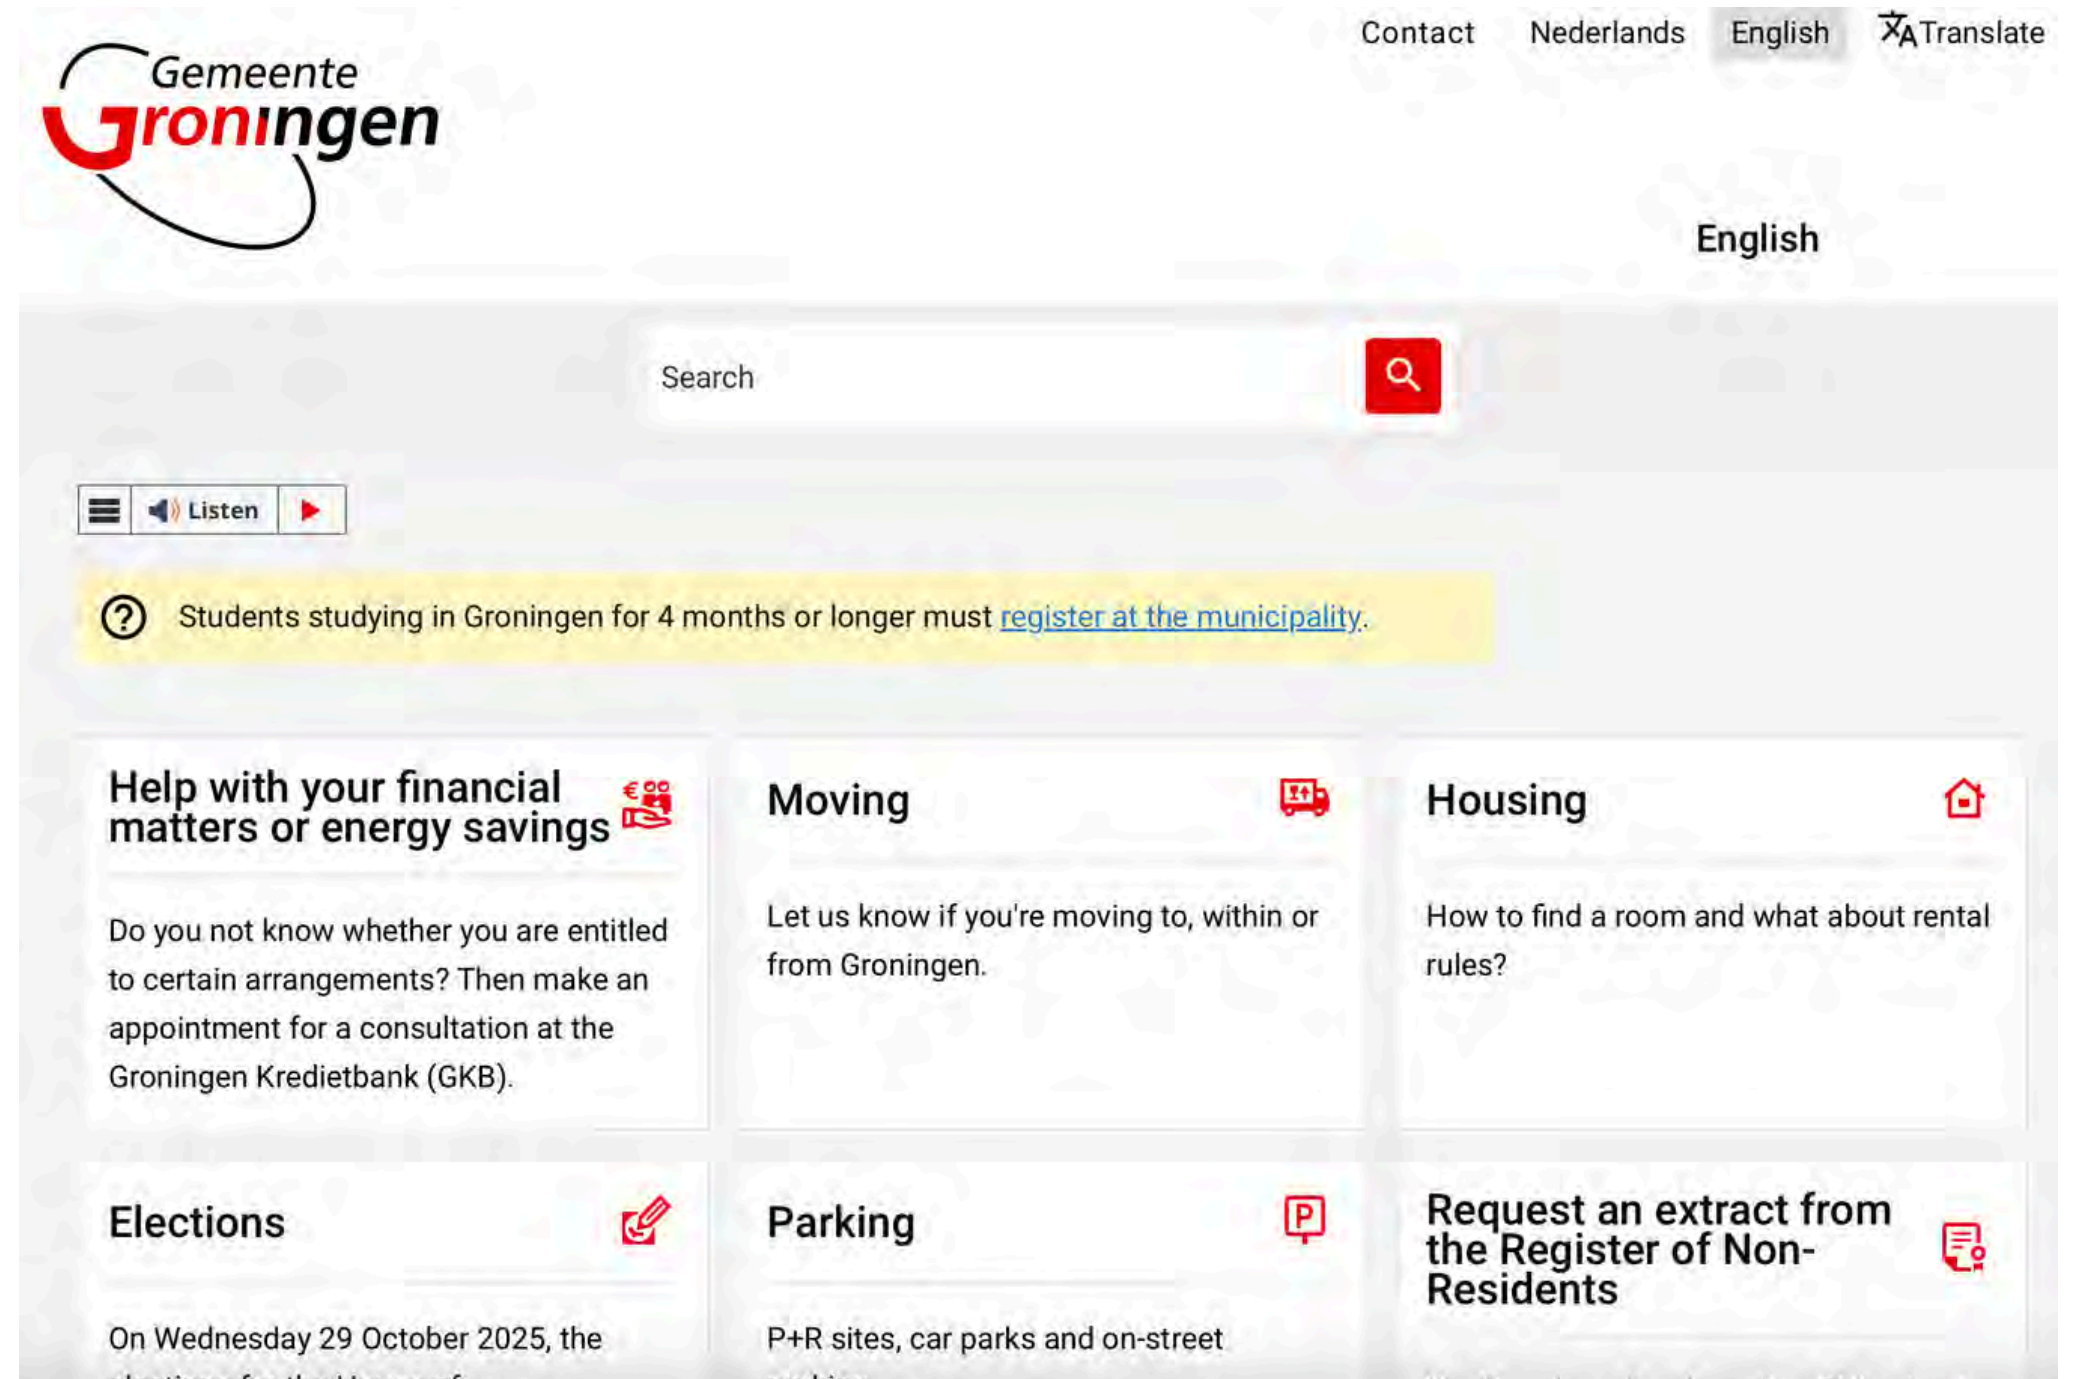 Contact Nederlands English Translate
Gemeente
Groningen
English
Search
Listen
Students studying in Groningen for 4 months or longer must register at the municipality.
Help with your financial
matters or energy savings
Do you not know whether you are entitled
to certain arrangements? Then make an
appointment for a consultation at the
Groningen Kredietbank (GKB).
Moving
Let us know if you're moving to, within or
from Groningen.
Housing
How to find a room and what about rental
rules?
Elections
On Wednesday 29 October 2025, the
Parking
P+R sites, car parks and on-street
Request an extract from
the Register of Non-
Residents